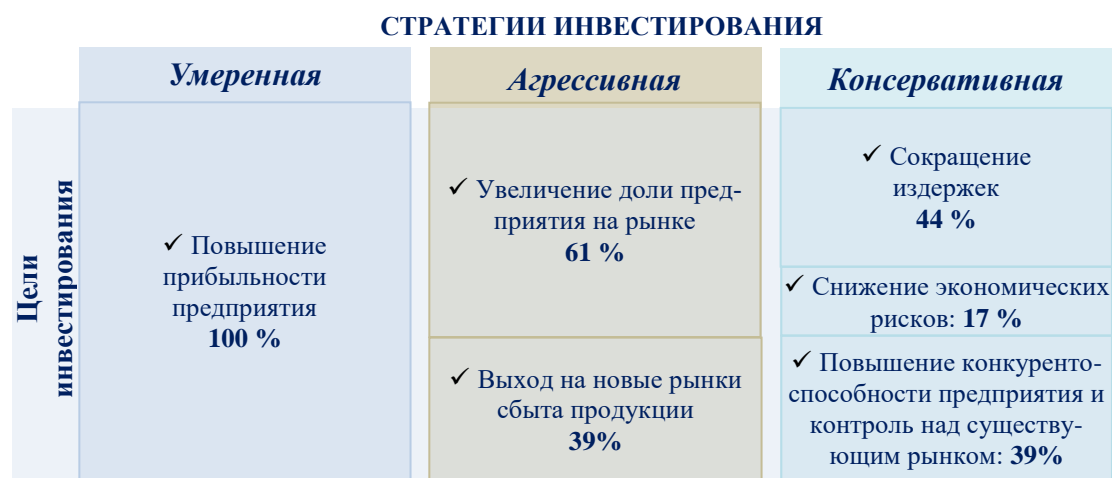 СТРАТЕГИИ ИНВЕСТИРОВАНИЯ
Умеренная
Агрессивная
Консервативная
Цели
инвестирования
✓ Повышение
прибыльности
предприятия
100 %
✓ Увеличение доли пред-
приятия на рынке
61 %
✓ Выход на новые рынки
сбыта продукции
39%
✓ Сокращение
издержек
44 %
✓ Снижение экономических
рисков: 17 %
✓ Повышение конкуренто-
способности предприятия и
контроль над существу-
ющим рынком: 39%